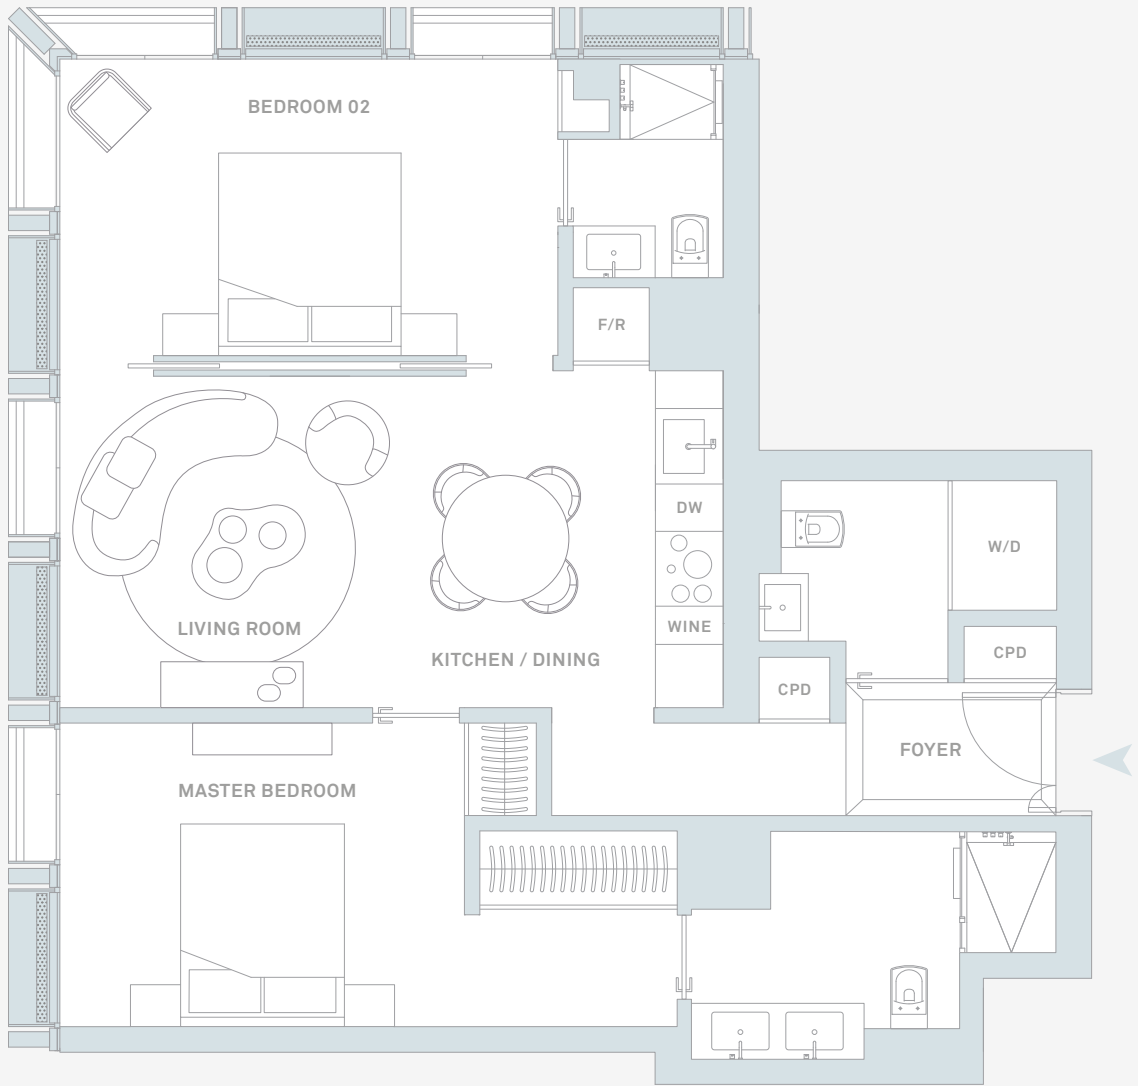 BEDROOM 02
F/R
DW
W/D
LIVING ROOM
WINE
KITCHEN / DINING
CPD
CPD
FOYER
MASTER BEDROOM